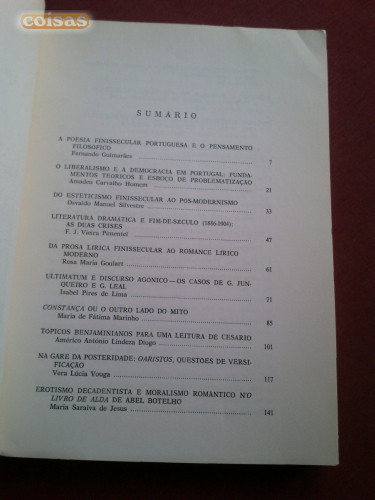 coisas
SUMÁRIO
A POESIA FINISSECULAR PORTUGUESA E O PENSAMENTO
FILOSÓFICO
Fernando Guimarães 7
O LIBERALISMO E A DEMOCRACIA EM PORTUGAL: FUNDA-
MENTOS TEÓRICOS E ESBOÇO DE PROBLEMATIZAÇÃO
Amadeu Carvalho Homem 21
DO ESTETICISMO FINISSECULAR AO PÓS-MODERNISMO
Osvaldo Manuel Silvestre 33
LITERATURA DRAMÁTICA E FIM-DE-SÉCULO (1886-1904):
AS DUAS CRISES
F. J. Vieira Pimentel 47
DA PROSA LÍRICA FINISSECULAR AO ROMANCE LÍRICO
MODERNO
Rosa Maria Goulart 61
ULTIMATUM E DISCURSO AGÓNICO — OS CASOS DE G. JUN-
QUEIRO E G. LEAL
Isabel Pires de Lima 71
CONSTANÇA OU O OUTRO LADO DO MITO
Maria de Fátima Marinho 85
TÓPICOS BENJAMINIANOS PARA UMA LEITURA DE CESÁRIO
Américo António Lindeza Diogo 101
NA GARE DA POSTERIDADE: OARISTOS. QUESTÕES DE VERSI-
FICAÇÃO
Vera Lúcia Vouga 117
EROTISMO DECADENTISTA E MORALISMO ROMÂNTICO N'O
LIVRO DE ALDA DE ABEL BOTELHO
Maria Saraiva de Jesus 141